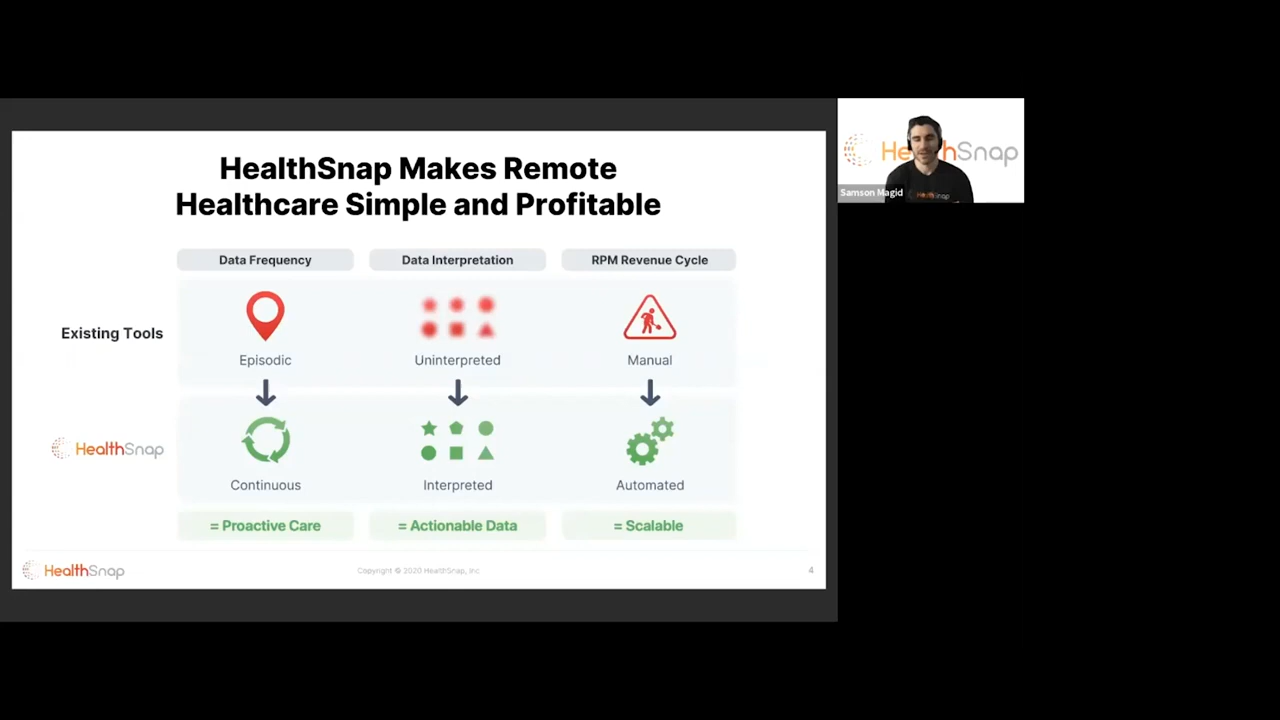 HealthSnap Makes Remote
Healthcare Simple and Profitable
Data Frequency
Data Interpretation
RPM Revenue Cycle
Existing Tools
Episodic
Uninterpreted
Manual
HealthSnap
Continuous
Interpreted
Automated
= Proactive Care
= Actionable Data
= Scalable
HealthSnap
Copyright © 2020 HealthSnap, Inc
4
HealthSnap
Samson Magid
HealthSnap